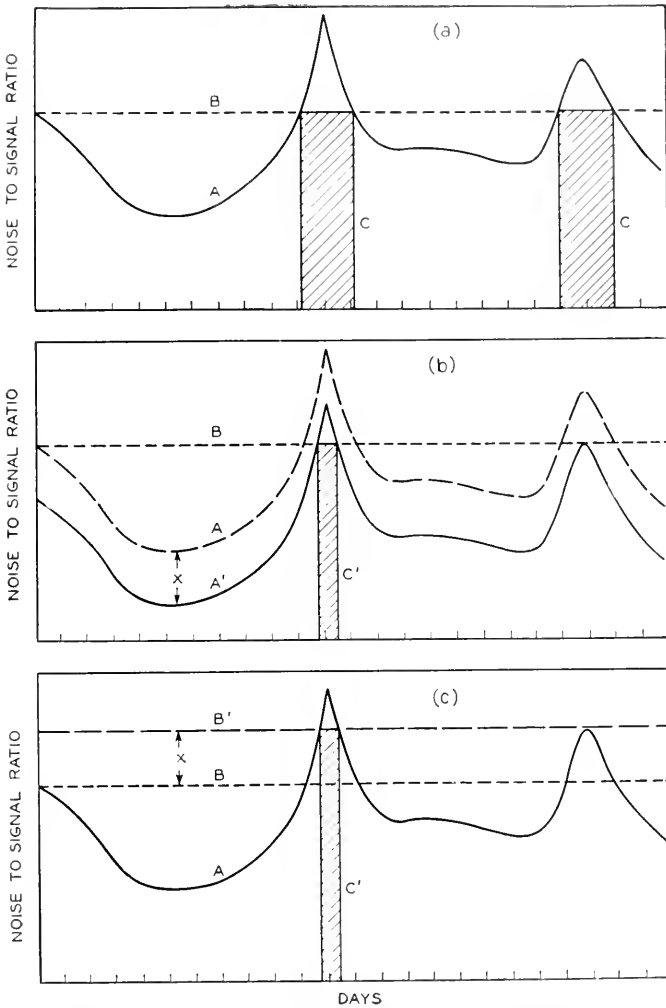 (a)
NOISE TO SIGNAL RATIO
B
A
C
C
(b)
NOISE TO SIGNAL RATIO
B
A
X
A'
C'
(c)
NOISE TO SIGNAL RATIO
B'
X
B
A
C'
DAYS